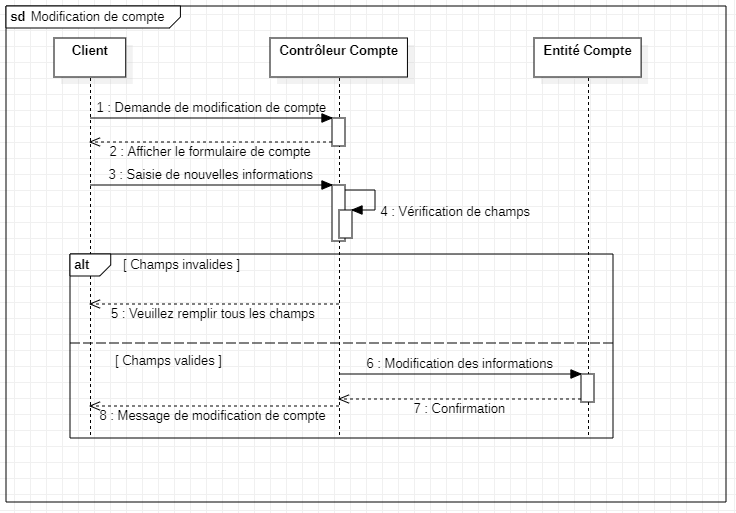 sd Modification de compte
Client
Contrôleur Compte
Entité Compte
1 : Demande de modification de compte
2 : Afficher le formulaire de compte
3 : Saisie de nouvelles informations
4 : Vérification de champs
alt [ Champs invalides ]
5 : Veuillez remplir tous les champs
[ Champs valides ]
6 : Modification des informations
7 : Confirmation
8 : Message de modification de compte